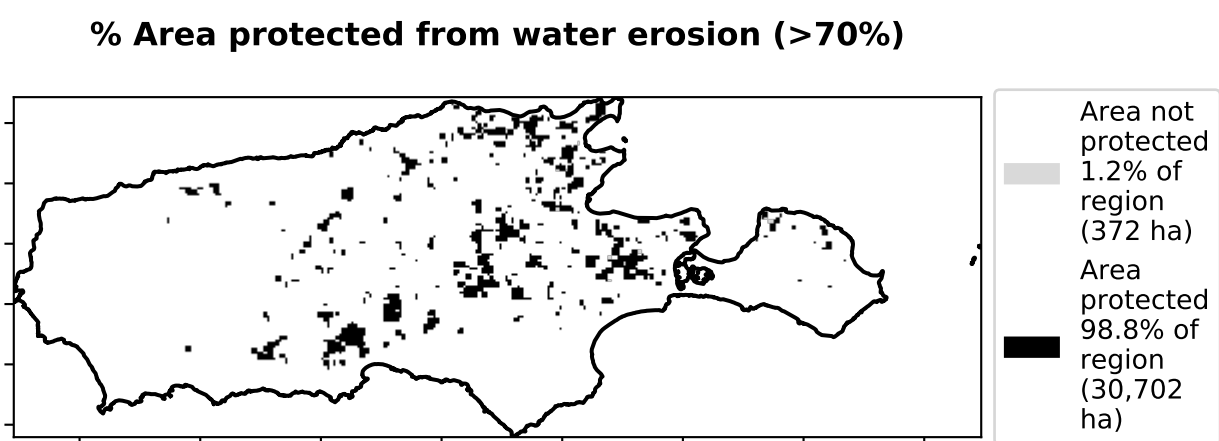 % Area protected from water erosion (>70%)
Area not
protected
1.2% of
region
(372 ha)
Area
protected
98.8% of
region
(30,702
ha)